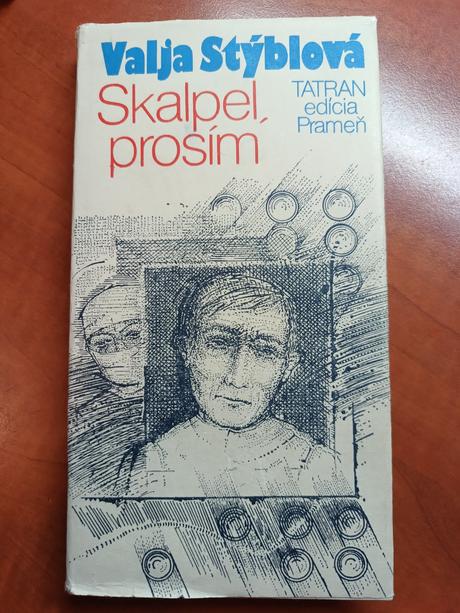 Valja Stýblová
Skalpel,
prosím
TATRAN
edícia
Prameň